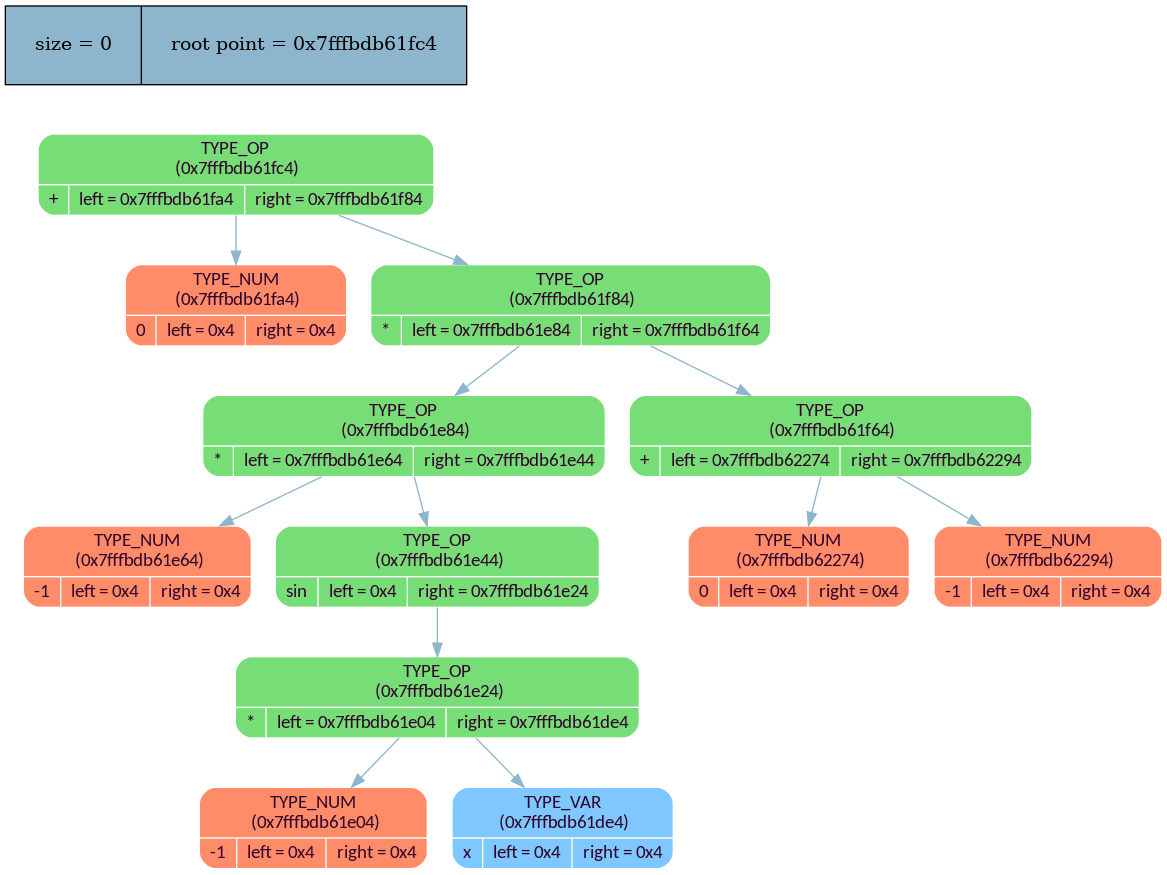 size = 0 root point = 0x7fffbdb61fc4
TYPE_OP
(0x7fffbdb61fc4)
+ left = 0x7fffbdb61fa4 right = 0x7fffbdb61f84
TYPE_NUM
(0x7fffbdb61fa4)
0 left = 0x4 right = 0x4
TYPE_OP
(0x7fffbdb61f84)
* left = 0x7fffbdb61e84 right = 0x7fffbdb61f64
TYPE_OP
(0x7fffbdb61e84)
* left = 0x7fffbdb61e64 right = 0x7fffbdb61e44
TYPE_OP
(0x7fffbdb61f64)
+ left = 0x7fffbdb62274 right = 0x7fffbdb62294
TYPE_NUM
(0x7fffbdb61e64)
-1 left = 0x4 right = 0x4
TYPE_OP
(0x7fffbdb61e44)
sin left = 0x4 right = 0x7fffbdb61e24
TYPE_NUM
(0x7fffbdb62274)
0 left = 0x4 right = 0x4
TYPE_NUM
(0x7fffbdb62294)
-1 left = 0x4 right = 0x4
TYPE_OP
(0x7fffbdb61e24)
* left = 0x7fffbdb61e04 right = 0x7fffbdb61de4
TYPE_NUM
(0x7fffbdb61e04)
-1 left = 0x4 right = 0x4
TYPE_VAR
(0x7fffbdb61de4)
x left = 0x4 right = 0x4